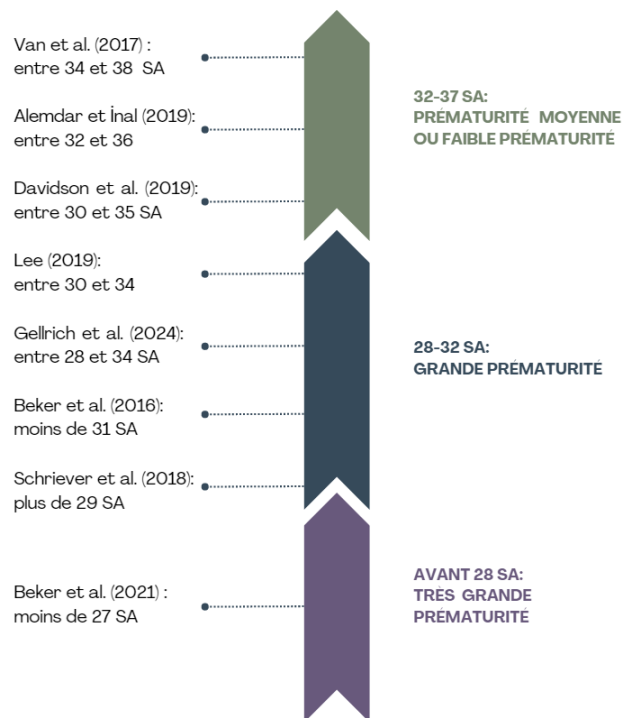 Van et al. (2017) :
entre 34 et 38 SA
Alemdar et İnal (2019):
entre 32 et 36
Davidson et al. (2019):
entre 30 et 35 SA
Lee (2019):
entre 30 et 34
Gellrich et al. (2024):
entre 28 et 34 SA
Beker et al. (2016):
moins de 31 SA
Schriever et al. (2018):
plus de 29 SA
Beker et al. (2021) :
moins de 27 SA
32-37 SA:
PRÉMATURITÉ MOYENNE
OU FAIBLE PRÉMATURITÉ
28-32 SA:
GRANDE PRÉMATURITÉ
AVANT 28 SA:
TRÈS GRANDE
PRÉMATURITÉ